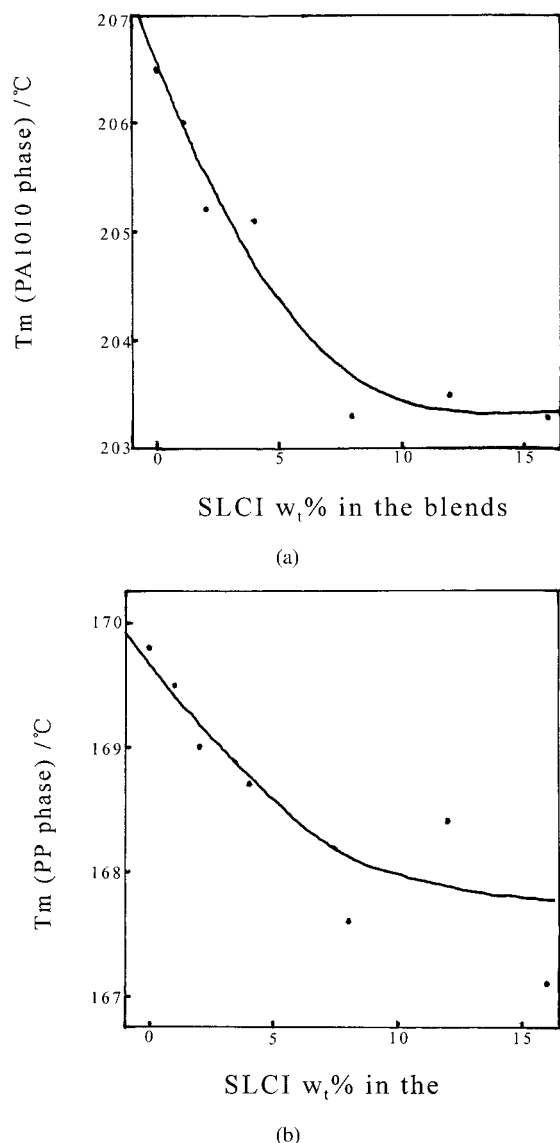 207
206
205
204
203
Tm (PA1010 phase) /℃
0 5 10 15
SLCI wt% in the blends
(a)
170
169
168
167
Tm (PP phase) /℃
0 5 10 15
SLCI wt% in the
(b)